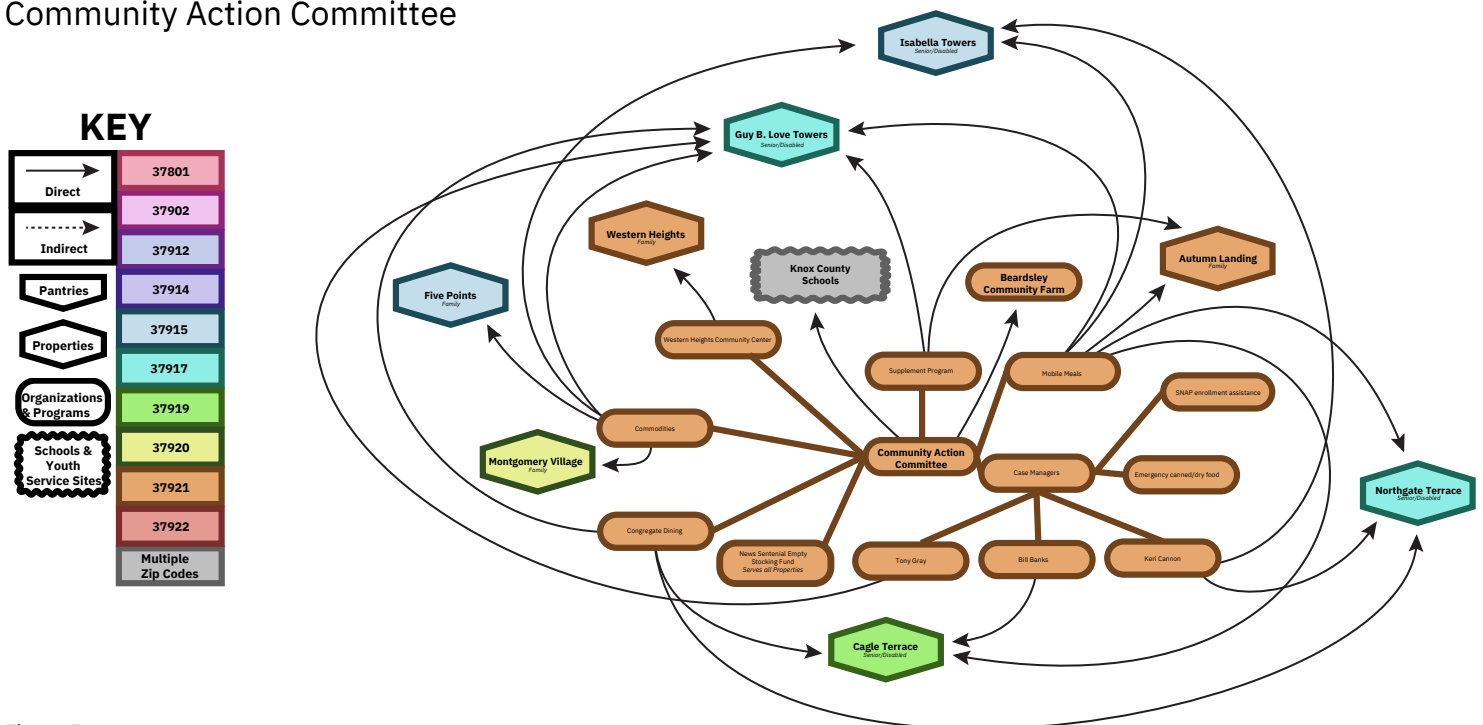 Community Action Committee
KEY
Direct
Indirect
Pantries
Properties
Organizations
& Programs
Schools &
Youth
Service Sites
37801
37902
37912
37914
37915
37917
37919
37920
37921
37922
Multiple
Zip Codes
Isabella Towers
Senior/Disabled
Guy B. Love Towers
Senior/Disabled
Western Heights
Family
Knox County
Schools
Beardsley
Community Farm
Autumn Landing
Family
Five Points
Family
Western Heights Community Center
Supplement Program
Mobile Meals
SNAP enrollment assistance
Commodities
Montgomery Village
Family
Community Action
Committee
Case Managers
Emergency canned/dry food
Northgate Terrace
Senior/Disabled
Congregate Dining
News Sentenial Empty
Stocking Fund
Serves all Properties
Tony Gray
Bill Banks
Keri Cannon
Cagle Terrace
Senior/Disabled